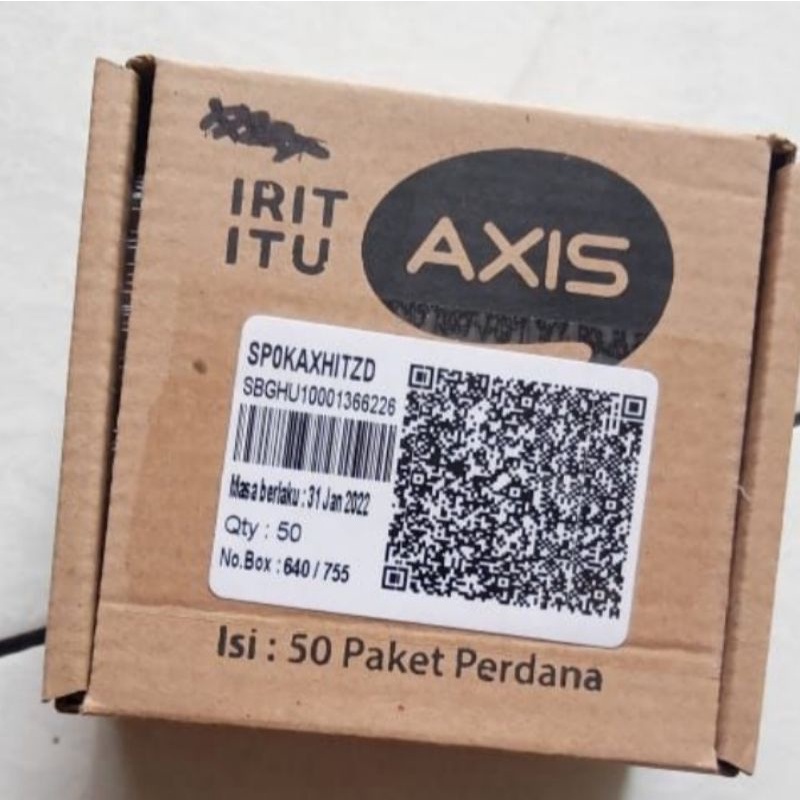 IRIT
ITU
AXIS
SP0KAXHITZD
SBGHU10001366226
Masa berlaku : 31 Jan 2022
Qty : 50
No.Box : 640 / 755
Isi : 50 Paket Perdana